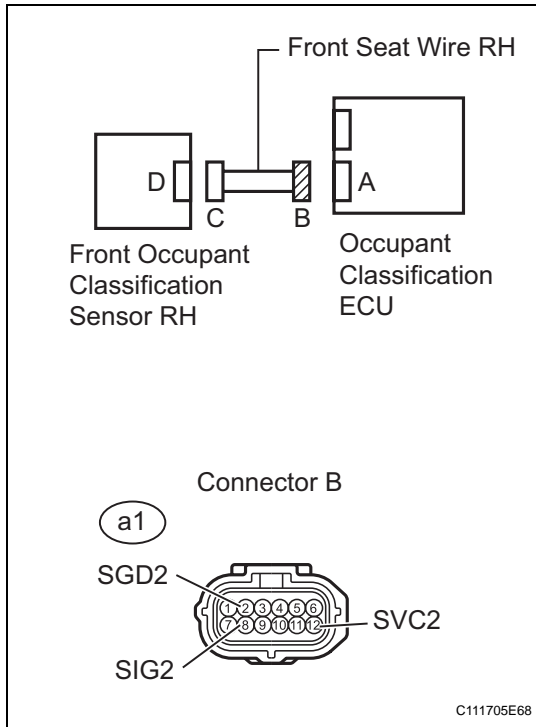 Front Seat Wire RH
D
A
C
B
Front Occupant
Classification
Sensor RH
Occupant
Classification
ECU
Connector B
a1
SGD2
1 2 3 4 5 6
7 8 9 10 11 12
SVC2
SIG2
C111705E68